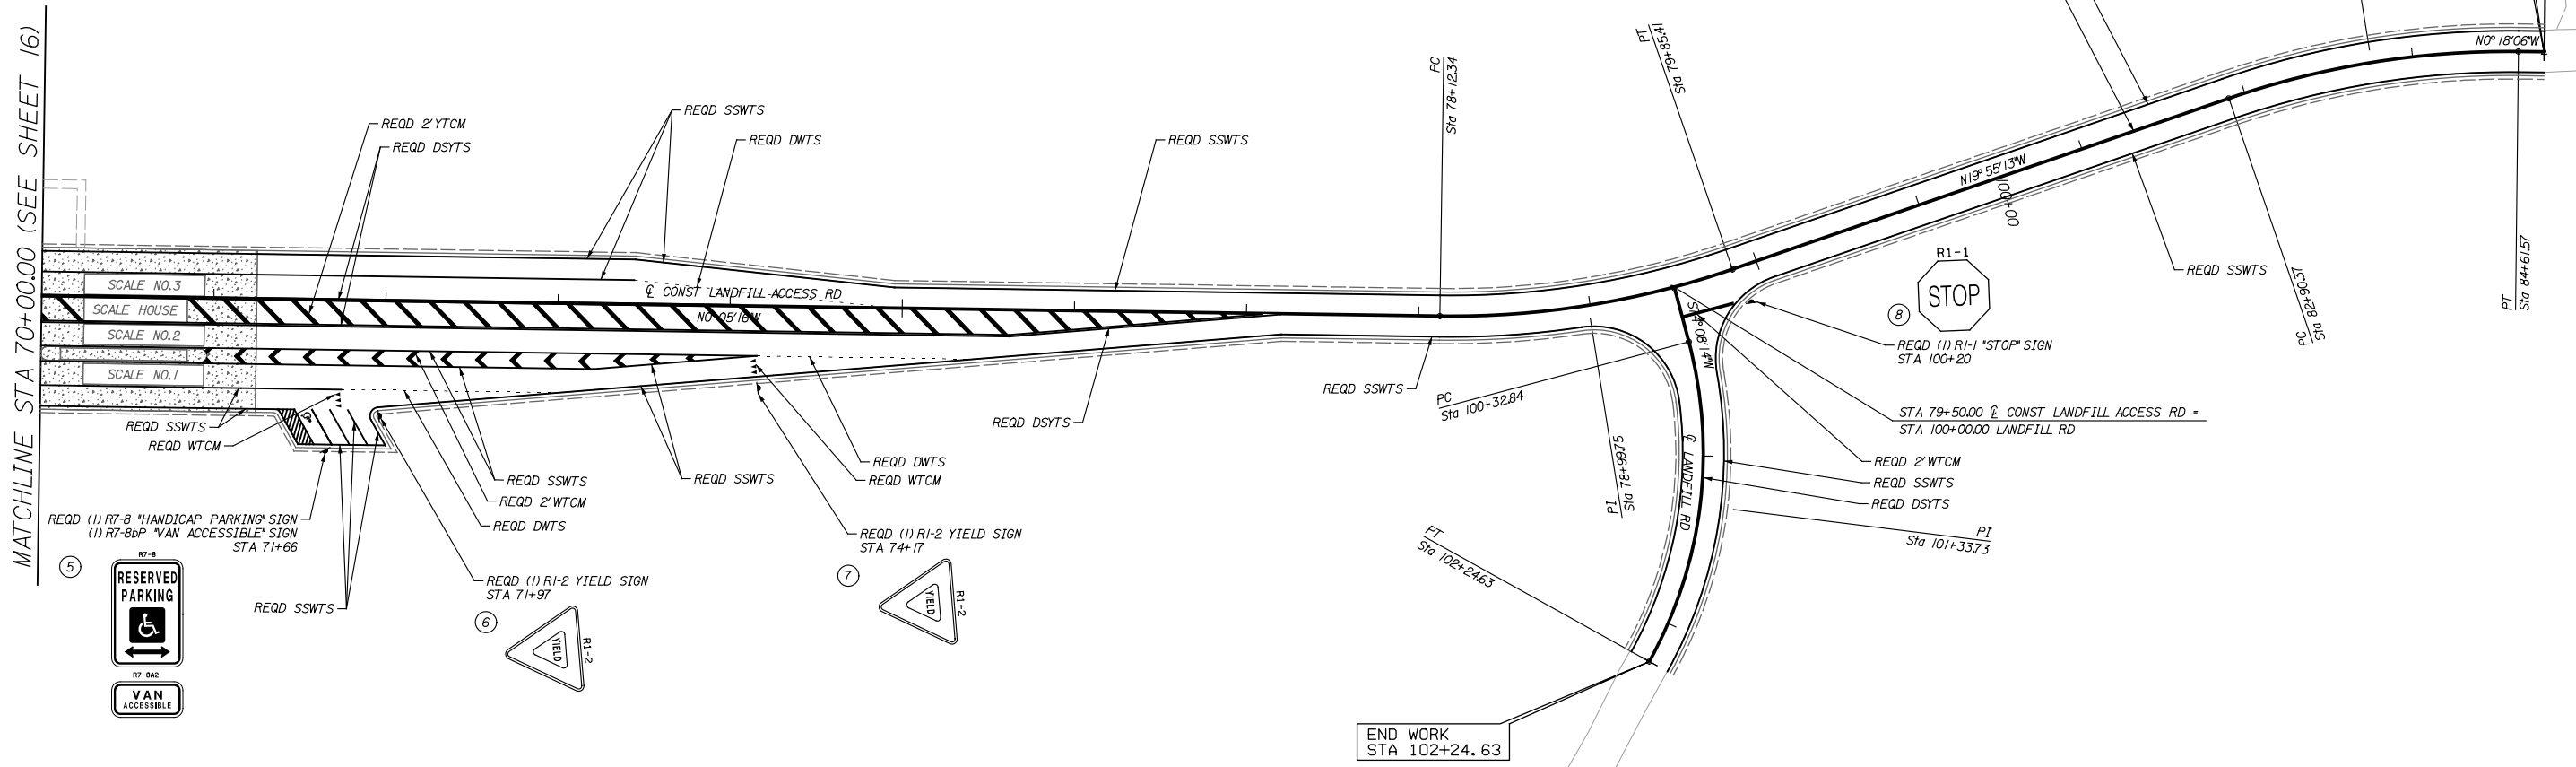 MATCHLINE STA 70+00.00 (SEE SHEET 16)
REQD 2' YTCM
REQD DSYTS
REQD SSWTS
REQD DWTS
REQD SSWTS
PC
Sta 78+12.34
PT
Sta 79+85.41
N19° 55'13"W
100+00
N0° 18'06"W
SCALE NO.3
SCALE HOUSE
SCALE NO.2
SCALE NO.1
℄ CONST LANDFILL ACCESS RD
N0° 05'16"W
REQD SSWTS
REQD WTCM
REQD SSWTS
REQD 2' WTCM
REQD DWTS
REQD SSWTS
REQD DWTS
REQD WTCM
REQD DSYTS
REQD SSWTS
PC
Sta 100+32.84
PI
Sta 78+99.75
S14° 08'14"W
℄ LANDFILL RD
R1-1
STOP
8
REQD (1) R1-1 "STOP" SIGN
STA 100+20
REQD SSWTS
PC
Sta 82+90.37
PT
Sta 84+61.57
STA 79+50.00 ℄ CONST LANDFILL ACCESS RD =
STA 100+00.00 LANDFILL RD
REQD 2' WTCM
REQD SSWTS
REQD DSYTS
PI
Sta 101+33.73
PT
Sta 102+24.63
REQD (1) R7-8 "HANDICAP PARKING" SIGN
(1) R7-8bP "VAN ACCESSIBLE" SIGN
STA 71+66
5
R7-8
RESERVED
PARKING
R7-8A2
VAN
ACCESSIBLE
REQD SSWTS
REQD (1) R1-2 YIELD SIGN
STA 71+97
6
YIELD
R1-2
REQD (1) R1-2 YIELD SIGN
STA 74+17
7
YIELD
R1-2
END WORK
STA 102+24.63